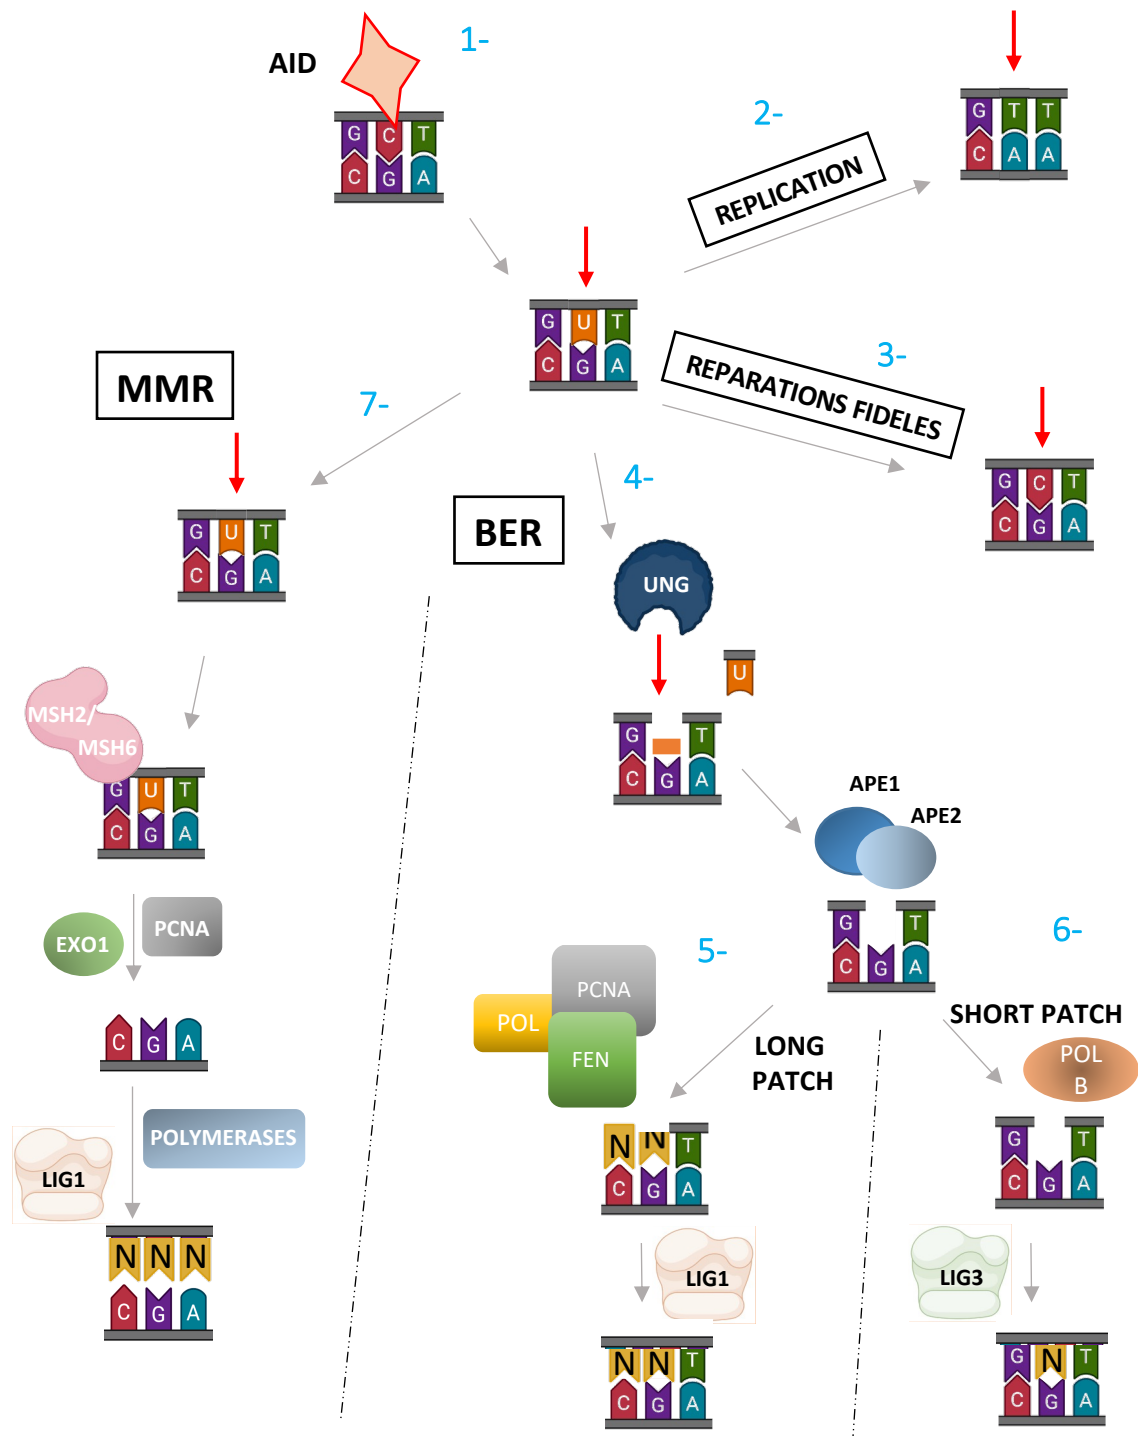 AID
1-
G C T
C G A
2-
REPLICATION
G T T
C A A
G U T
C G A
3-
REPARATIONS FIDELES
G C T
C G A
MMR
7-
G U T
C G A
MSH2/
MSH6
G U T
C G A
EXO1
PCNA
C G A
POLYMERASES
LIG1
N N N
C G A
4-
BER
UNG
U
G T
C G A
APE1
APE2
G T
C G A
5-
PCNA
POL
FEN
LONG
PATCH
N N T
C G A
LIG1
N N T
C G A
6-
SHORT PATCH
POL
B
G T
C G A
LIG3
G N T
C G A